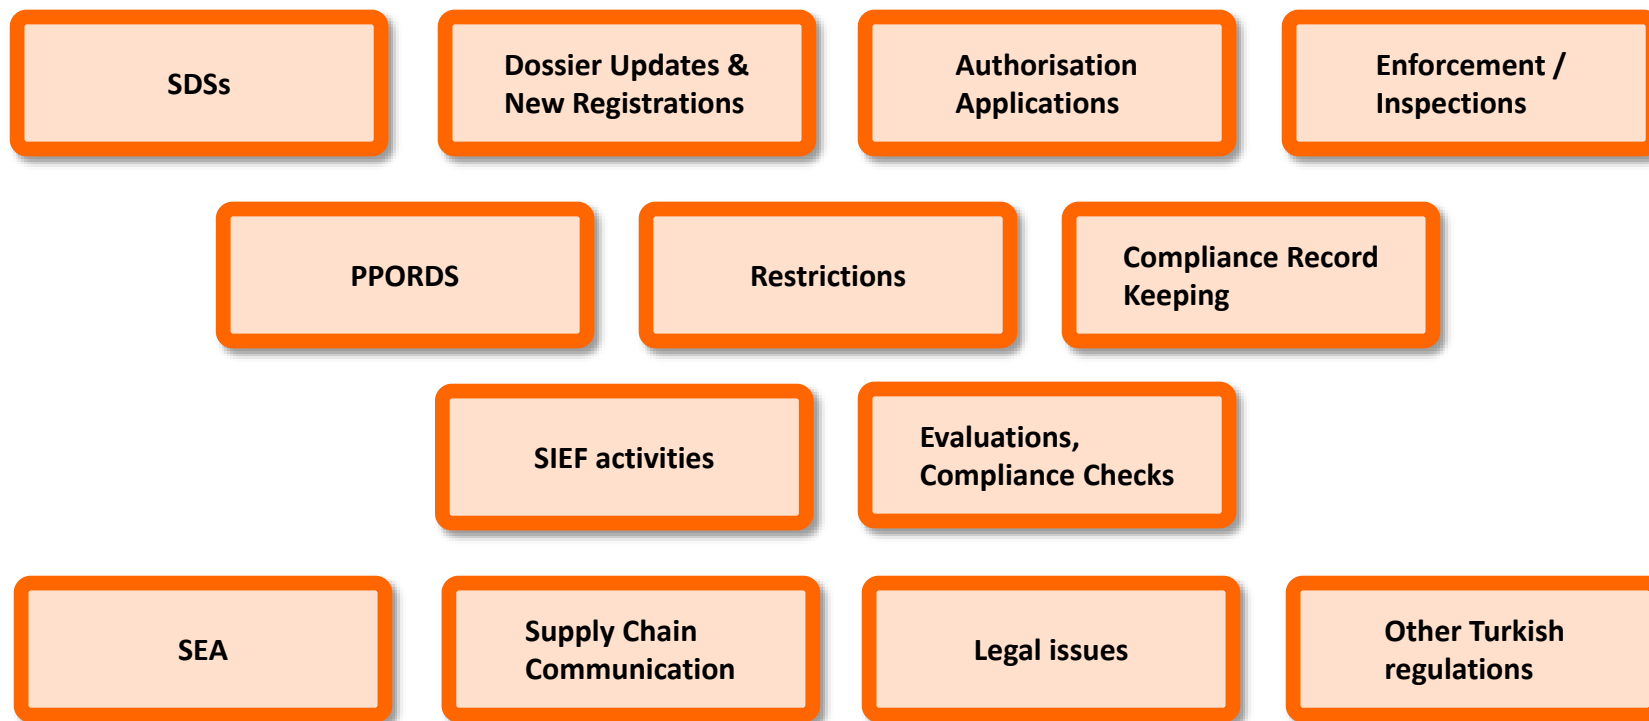 SDSs
Dossier Updates &
New Registrations
Authorisation
Applications
Enforcement /
Inspections
PPORDS
Restrictions
Compliance Record
Keeping
SIEF activities
Evaluations,
Compliance Checks
SEA
Supply Chain
Communication
Legal issues
Other Turkish
regulations